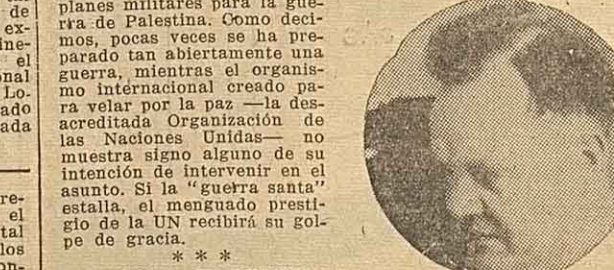 de
ex-
ine-
el
onal
Lo-
ado
ada
re-
el
tal
los
on-
planes militares para la gue-
rra de Palestina. Como deci-
mos, pocas veces se ha pre-
parado tan abiertamente una
guerra, mientras el organis-
mo internacional creado pa-
ra velar por la paz —la des-
acreditada Organización de
las Naciones Unidas— no
muestra signo alguno de su
intención de intervenir en el
asunto. Si la "guerra santa"
estalla, el menguado presti-
gio de la UN recibirá su gol-
pe de gracia.
* * *